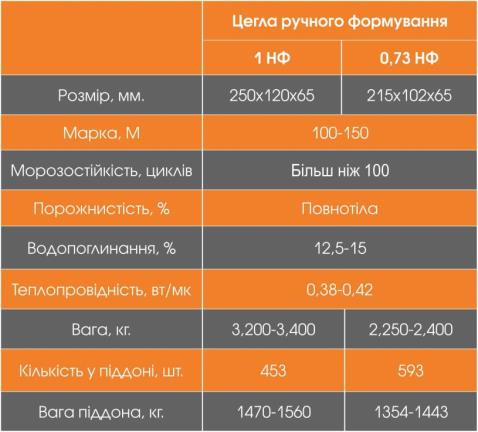 Цегла ручного формування
1 НФ 0,73 НФ
Розмір, мм. 250х120х65 215х102х65
Марка, М 100-150
Морозостійкість, циклів Більш ніж 100
Порожнистість, % Повнотіла
Водопоглинання, % 12,5-15
Теплопровідність, вт/мк 0,38-0,42
Вага, кг. 3,200-3,400 2,250-2,400
Кількість у піддоні, шт. 453 593
Вага піддона, кг. 1470-1560 1354-1443